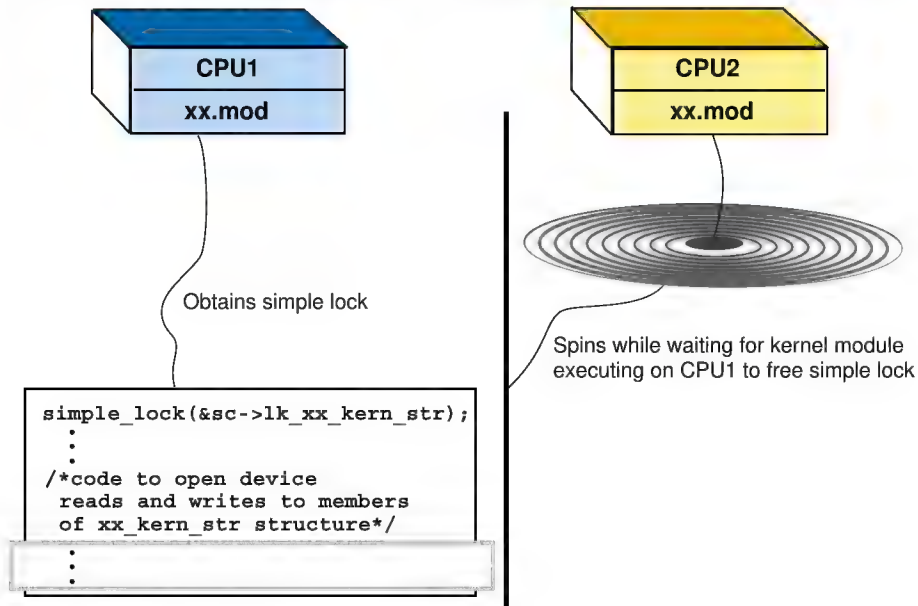 CPU1
xx.mod
CPU2
xx.mod
Obtains simple lock
Spins while waiting for kernel module
executing on CPU1 to free simple lock
simple_lock(&sc->lk_xx_kern_str);
.
.
.
/*code to open device
reads and writes to members
of xx_kern_str structure*/
.
.
.